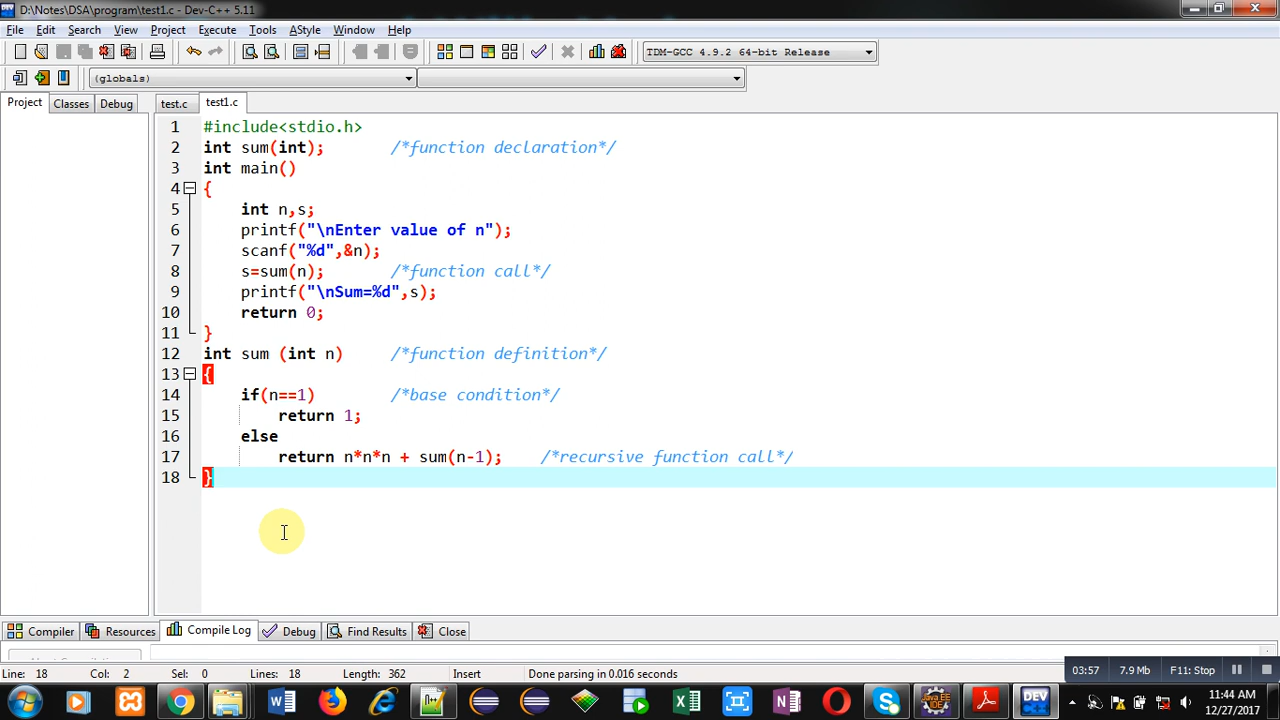 D:\Notes\DSA\program\test1.c - Dev-C++ 5.11
File Edit Search View Project Execute Tools AStyle Window Help
TDM-GCC 4.9.2 64-bit Release
(globals)
Project Classes Debug test.c test1.c
1 #include<stdio.h>
2 int sum(int); /*function declaration*/
3 int main()
4 {
5 int n,s;
6 printf("\nEnter value of n");
7 scanf("%d",&n);
8 s=sum(n); /*function call*/
9 printf("\nSum=%d",s);
10 return 0;
11 }
12 int sum (int n) /*function definition*/
13 {
14 if(n==1) /*base condition*/
15 return 1;
16 else
17 return n*n*n + sum(n-1); /*recursive function call*/
18 }
Compiler Resources Compile Log Debug Find Results Close
Line: 18 Col: 2 Sel: 0 Lines: 18 Length: 362 Insert Done parsing in 0.016 seconds
03:57 7.9 Mb F11: Stop
11:44 AM
12/27/2017